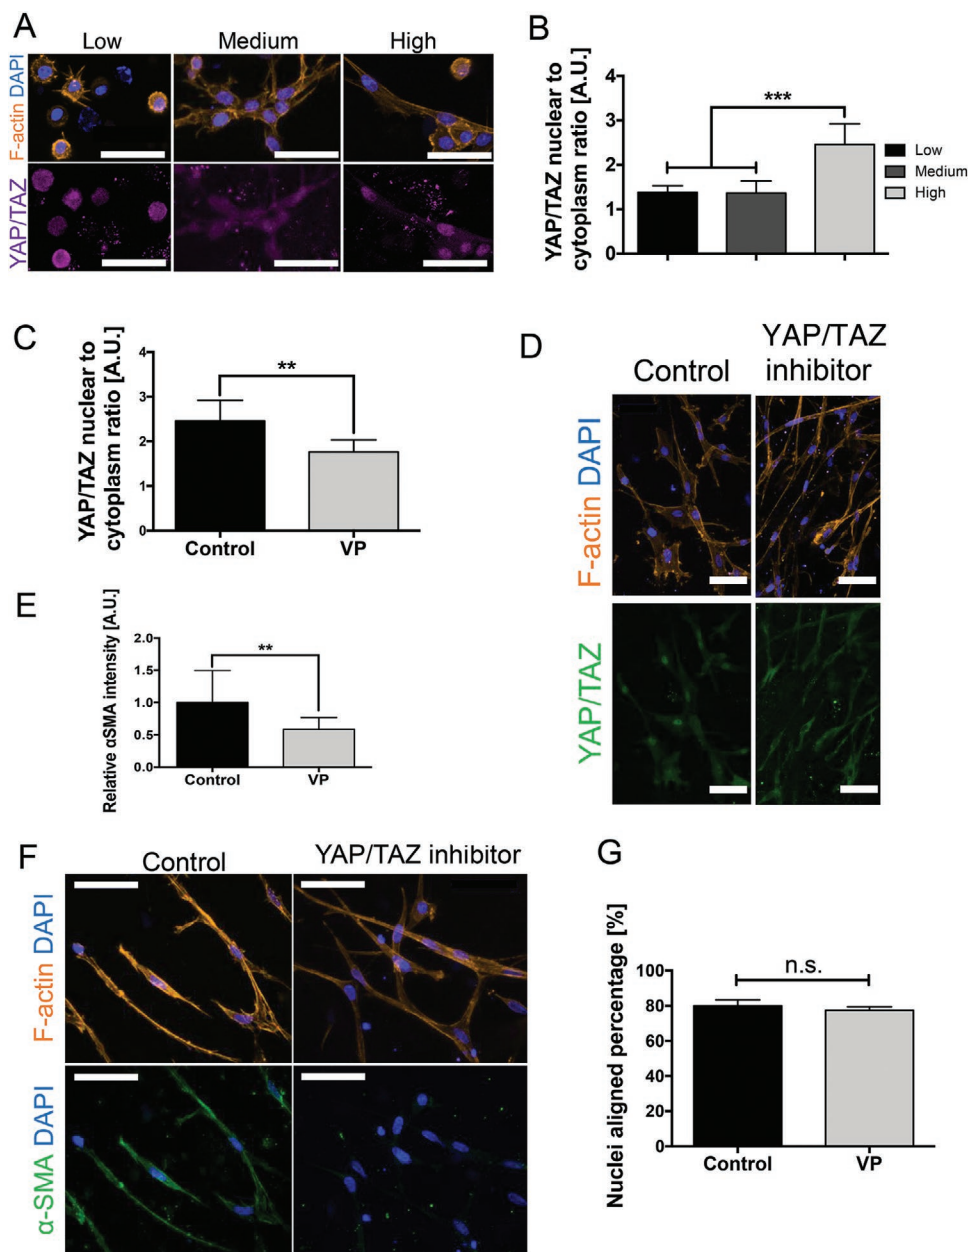 A
Low
Medium
High
F-actin DAPI
YAP/TAZ
B
YAP/TAZ nuclear to
cytoplasm ratio [A.U.]
4
3
2
1
0
***
Low
Medium
High
C
YAP/TAZ nuclear to
cytoplasm ratio [A.U.]
4
3
2
1
0
**
Control
VP
D
Control
YAP/TAZ
inhibitor
F-actin DAPI
YAP/TAZ
E
Relative αSMA intensity [A.U.]
2.0
1.5
1.0
0.5
0.0
**
Control
VP
F
Control
YAP/TAZ inhibitor
F-actin DAPI
α-SMA DAPI
G
Nuclei aligned percentage [%]
100
80
60
40
20
0
n.s.
Control
VP